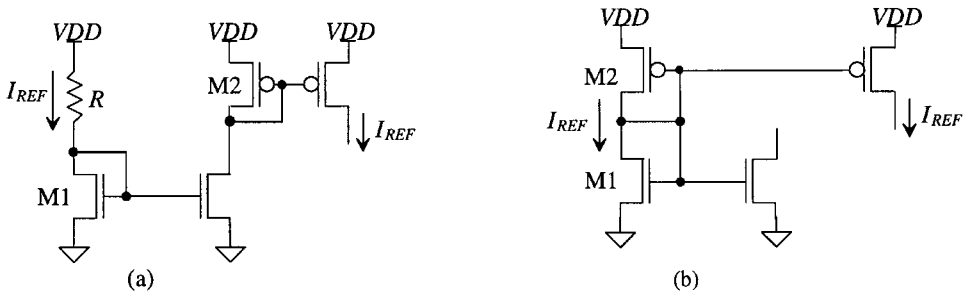 VDD
VDD
VDD
M2
I_REF
R
I_REF
M1
(a)
VDD
VDD
M2
I_REF
I_REF
M1
(b)